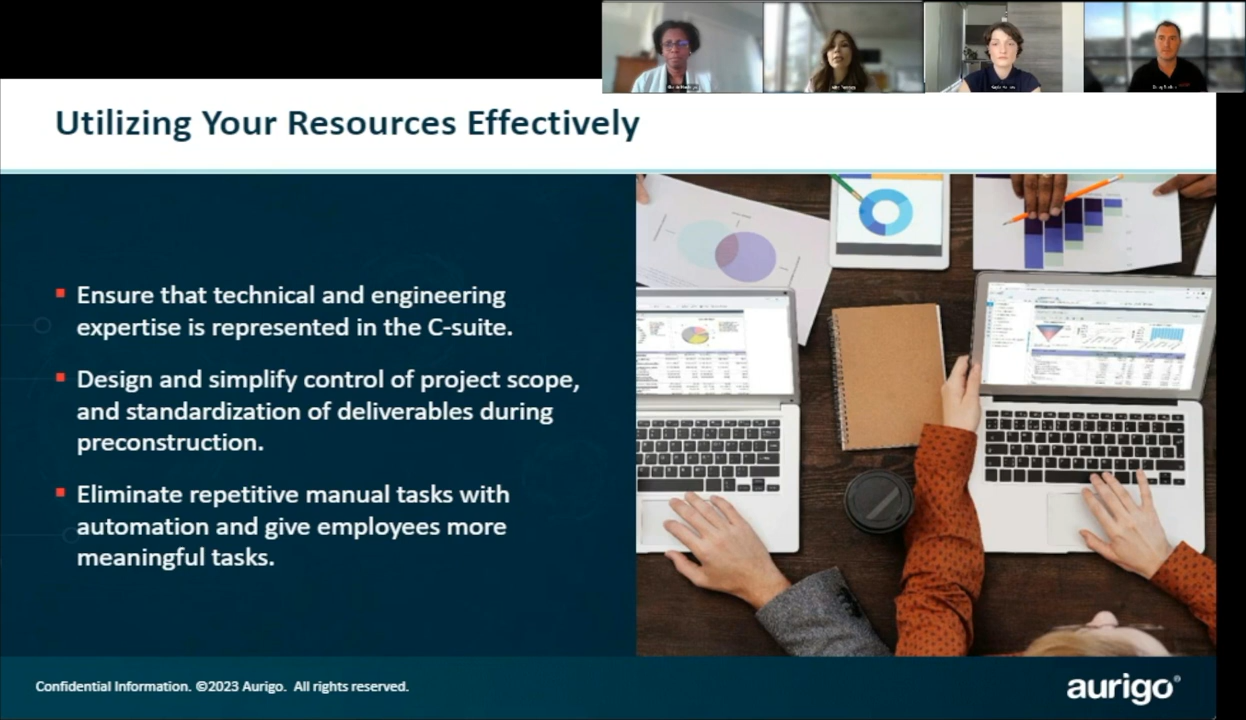 Utilizing Your Resources Effectively
Ensure that technical and engineering
expertise is represented in the C-suite.
Design and simplify control of project scope,
and standardization of deliverables during
preconstruction.
Eliminate repetitive manual tasks with
automation and give employees more
meaningful tasks.
Confidential Information. ©2023 Aurigo. All rights reserved.
aurigo®